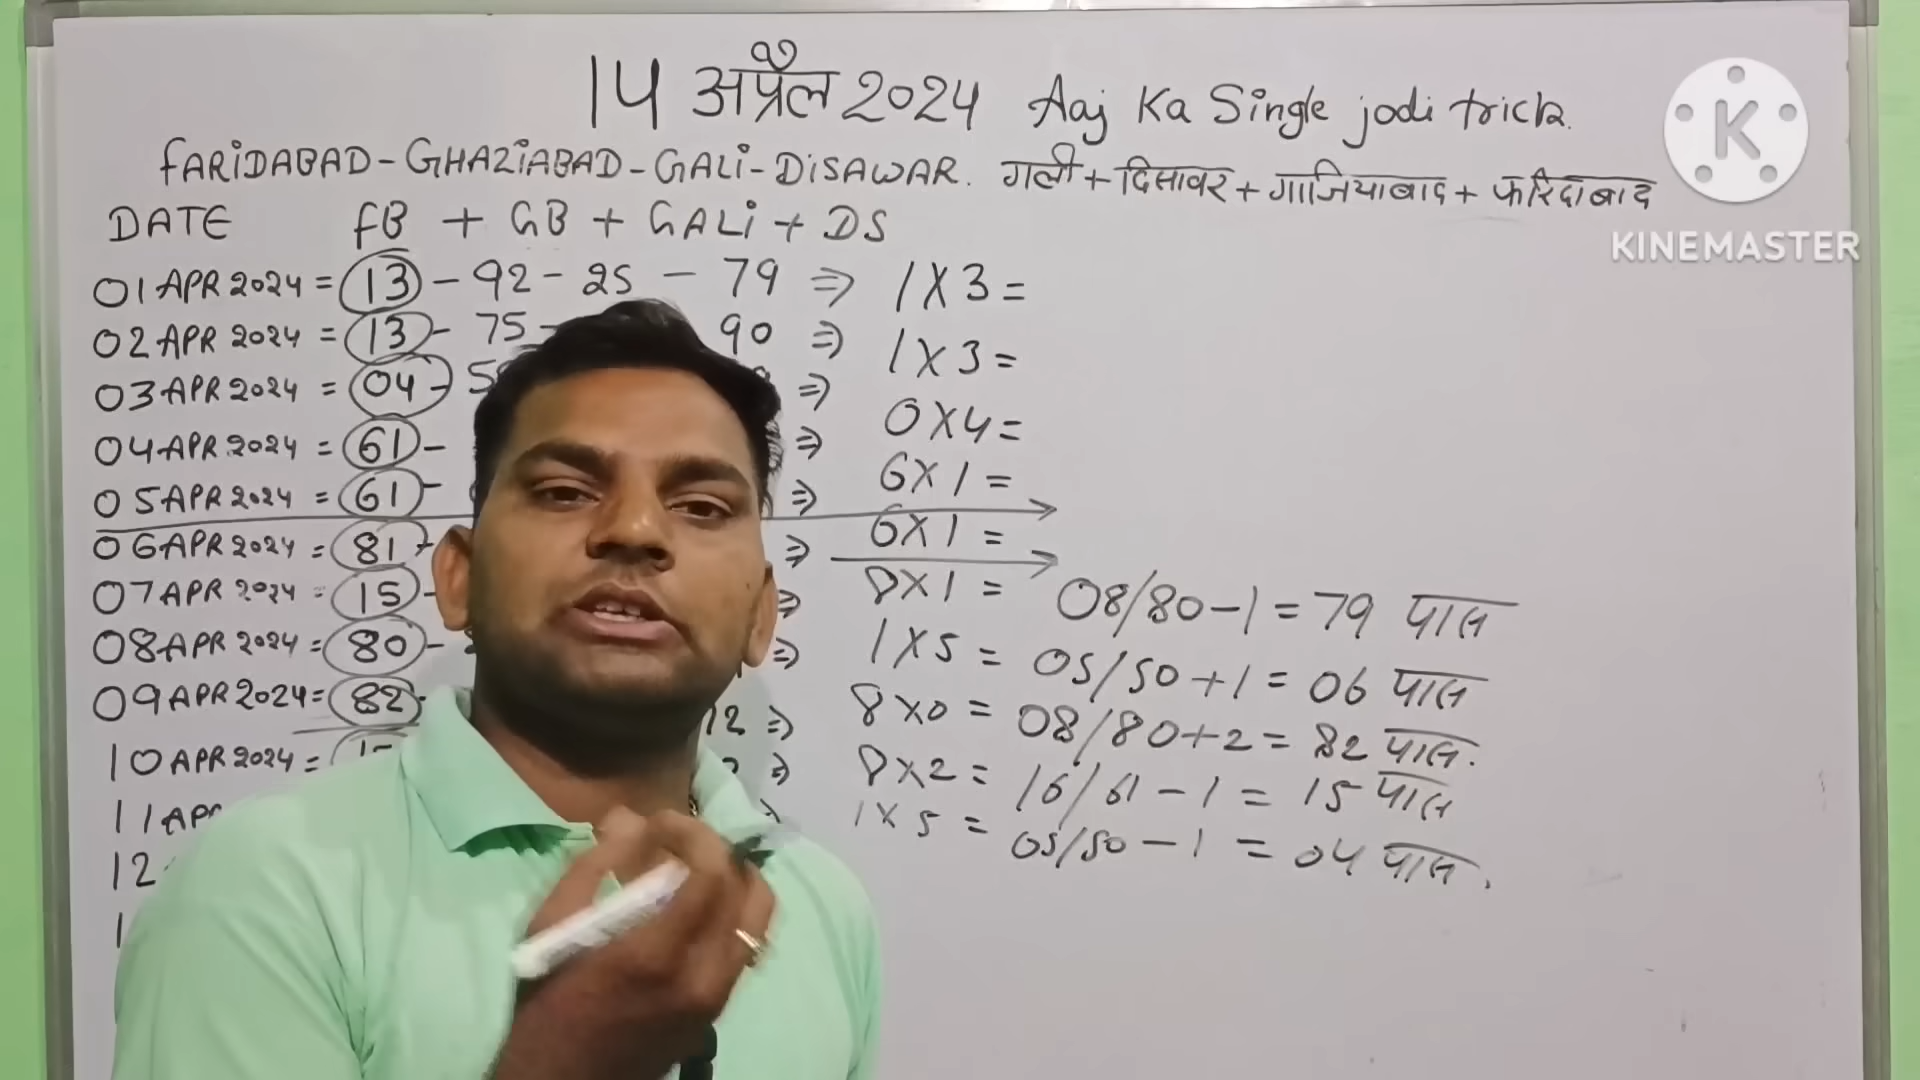 14 अप्रैल 2024 Aaj Ka Single jodi trick.
FARIDABAD-GHAZIABAD-GALI-DISAWAR. गली+दिसावर+गाजियाबाद+फरिदाबाद
KINEMASTER
DATE FB + GB + GALI + DS
01 APR 2024 = 13 - 92 - 25 - 79 ⇒ 1X3=
02 APR 2024 = 13 - 75 - 90 ⇒ 1X3=
03 APR 2024 = 04 - ⇒ 0X4=
04 APR 2024 = 61 - ⇒ 6X1=
05 APR 2024 = 61 - ⇒ 6X1=
06 APR 2024 = 81 ⇒ 8X1 = 08/80-1 = 79 पास
07 APR 2024 = 15 - ⇒ 1X5 = 05/50+1 = 06 पास
08 APR 2024 = 80 - ⇒ 8X0 = 08/80+2 = 82 पास.
09 APR 2024 = 82 - 12 ⇒ 8X2 = 16/61-1 = 15 पास
10 APR 2024 = ⇒ 1X5 = 05/50-1 = 04 पास.
11 AP
12
1